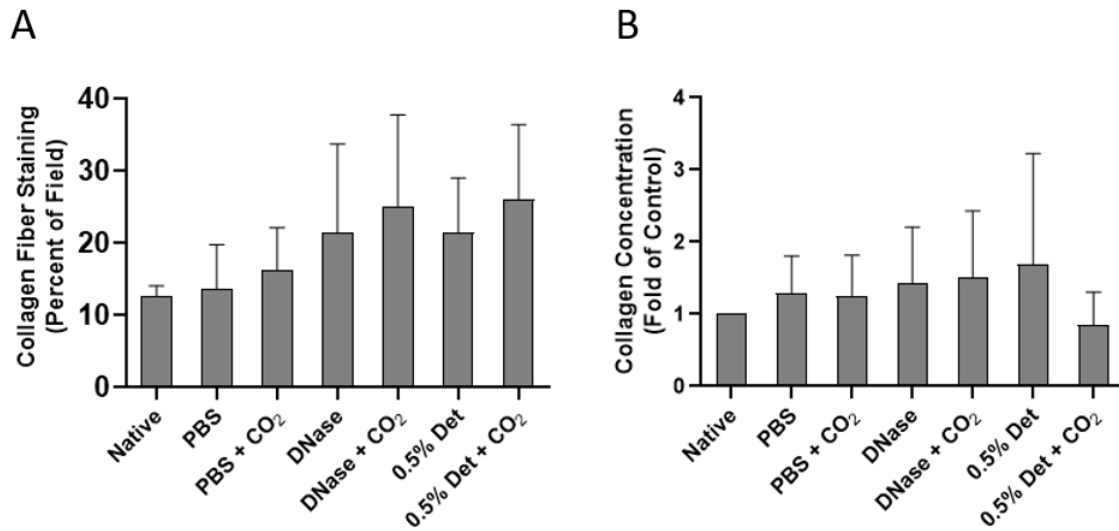 A
Collagen Fiber Staining
(Percent of Field)
40
30
20
10
0
Native
PBS
PBS + CO₂
DNase
DNase + CO₂
0.5% Det
0.5% Det + CO₂
B
Collagen Concentration
(Fold of Control)
4
3
2
1
0
Native
PBS
PBS + CO₂
DNase
DNase + CO₂
0.5% Det
0.5% Det + CO₂